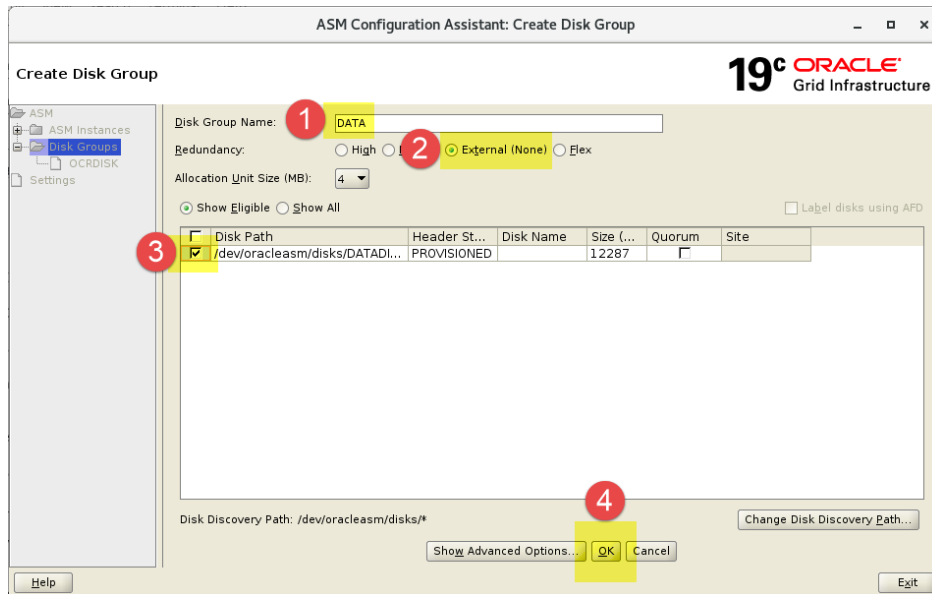 ASM Configuration Assistant: Create Disk Group
Create Disk Group
19c ORACLE
Grid Infrastructure
ASM
ASM Instances
Disk Groups
OCRDISK
Settings
Disk Group Name: 1 DATA
Redundancy: High 2 External (None) Flex
Allocation Unit Size (MB): 4
Show Eligible Show All Label disks using AFD
Disk Path Header St... Disk Name Size (... Quorum Site
3 /dev/oracleasm/disks/DATADI... PROVISIONED 12287
4
Disk Discovery Path: /dev/oracleasm/disks/* Change Disk Discovery Path...
Show Advanced Options... OK Cancel
Help Exit